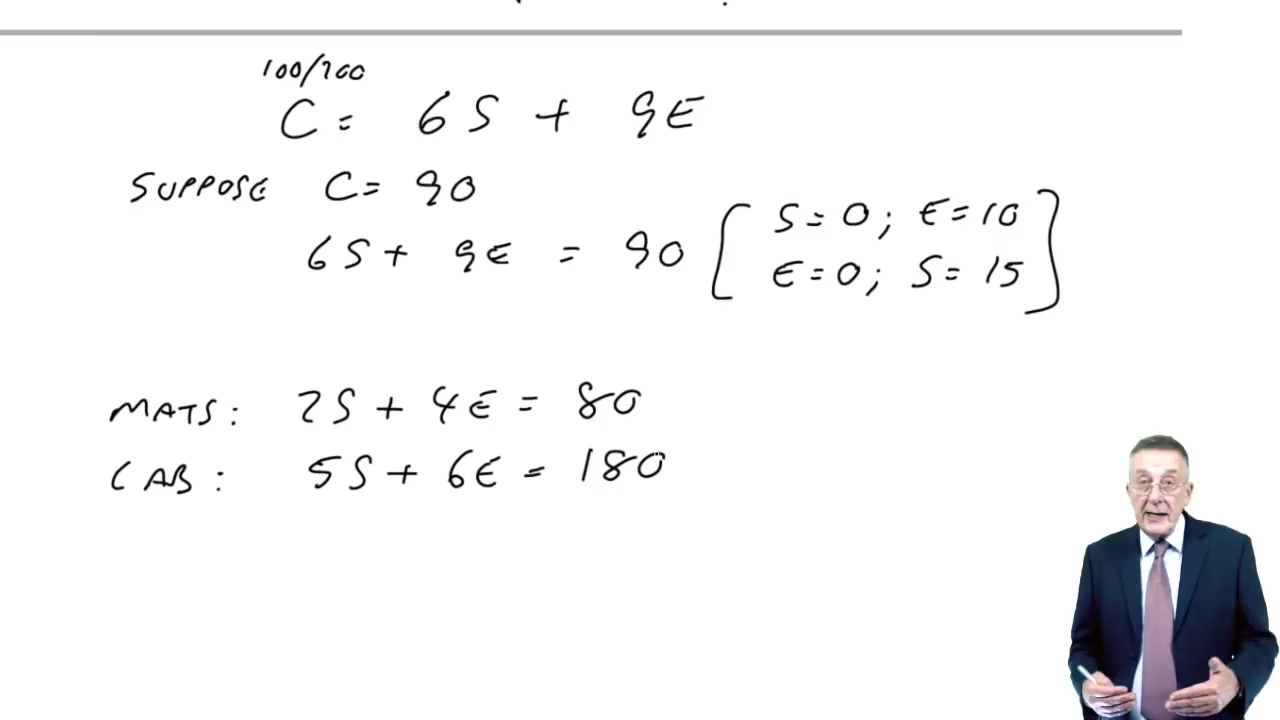 100/200
C = 6S + 9E
SUPPOSE C = 90
6S + 9E = 90 [ S = 0; E = 10
E = 0; S = 15 ]
MATS: 2S + 4E = 80
LAB: 5S + 6E = 180